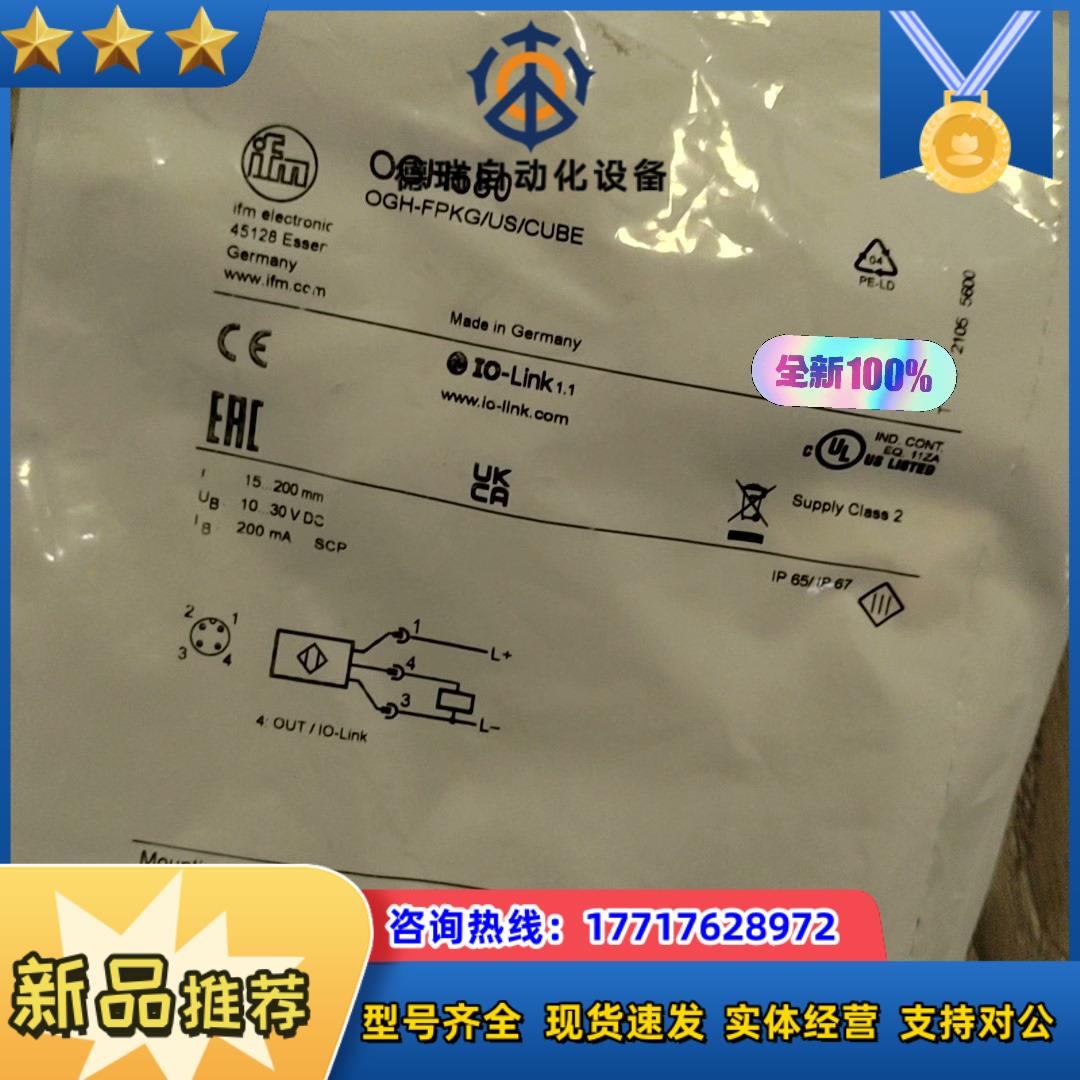 ifm
德瑞自动化设备
OGH-FPKG/US/CUBE
ifm electronic
45128 Essen
Germany
www.ifm.com
04
PE-LD
2105 5600
Made in Germany
全新100%
CE
IO-Link 1.1
www.io-link.com
EAC
C UL US LISTED
IND. CONT.
EQ. 11ZA
UK
CA
I 15...200 mm
UB 10...30 V DC
IB 200 mA SCP
Supply Class 2
IP 65/IP 67
2 1
3 4
1 L+
4
3 L-
4: OUT / IO-Link
咨询热线：17717628972
新品推荐
型号齐全 现货速发 实体经营 支持对公